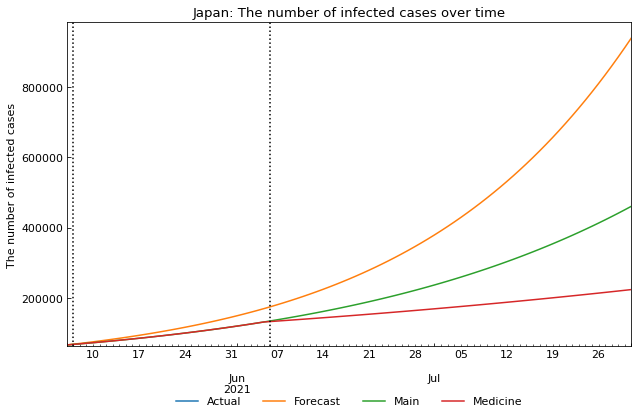 Japan: The number of infected cases over time
The number of infected cases
800000
600000
400000
200000
10 17 24 31 07 14 21 28 05 12 19 26
Jun Jul
2021
Actual Forecast Main Medicine